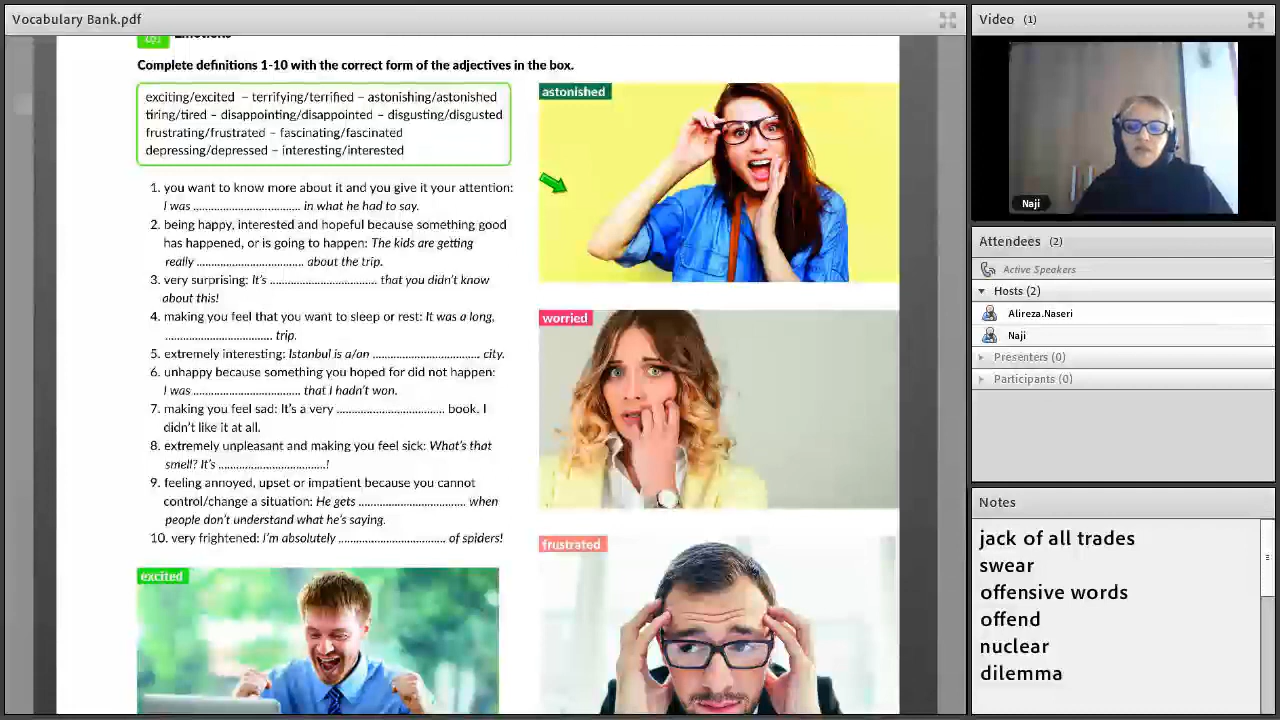 Vocabulary Bank.pdf
Emotions
Complete definitions 1-10 with the correct form of the adjectives in the box.
exciting/excited – terrifying/terrified – astonishing/astonished
tiring/tired – disappointing/disappointed – disgusting/disgusted
frustrating/frustrated – fascinating/fascinated
depressing/depressed – interesting/interested
1. you want to know more about it and you give it your attention:
I was .................................. in what he had to say.
2. being happy, interested and hopeful because something good
has happened, or is going to happen: The kids are getting
really .................................. about the trip.
3. very surprising: It's .................................. that you didn't know
about this!
4. making you feel that you want to sleep or rest: It was a long,
.................................. trip.
5. extremely interesting: Istanbul is a/an .................................. city.
6. unhappy because something you hoped for did not happen:
I was .................................. that I hadn't won.
7. making you feel sad: It's a very .................................. book. I
didn't like it at all.
8. extremely unpleasant and making you feel sick: What's that
smell? It's ..................................!
9. feeling annoyed, upset or impatient because you cannot
control/change a situation: He gets .................................. when
people don't understand what he's saying.
10. very frightened: I'm absolutely .................................. of spiders!
excited
astonished
worried
frustrated
Video (1)
Naji
Attendees (2)
Active Speakers
Hosts (2)
Alireza.Naseri
Naji
Presenters (0)
Participants (0)
Notes
jack of all trades
swear
offensive words
offend
nuclear
dilemma